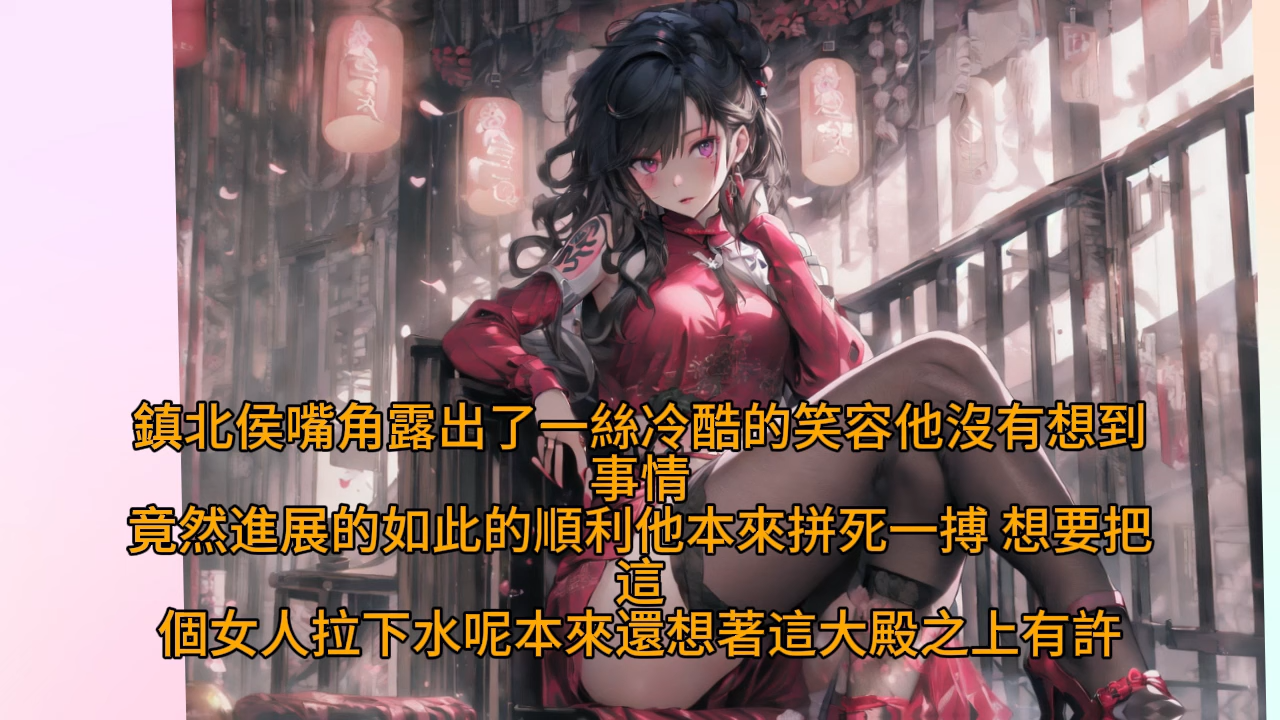 鎮北侯嘴角露出了一絲冷酷的笑容他沒有想到
事情
竟然進展的如此的順利他本來拼死一搏 想要把
這
個女人拉下水呢本來還想著這大殿之上有許